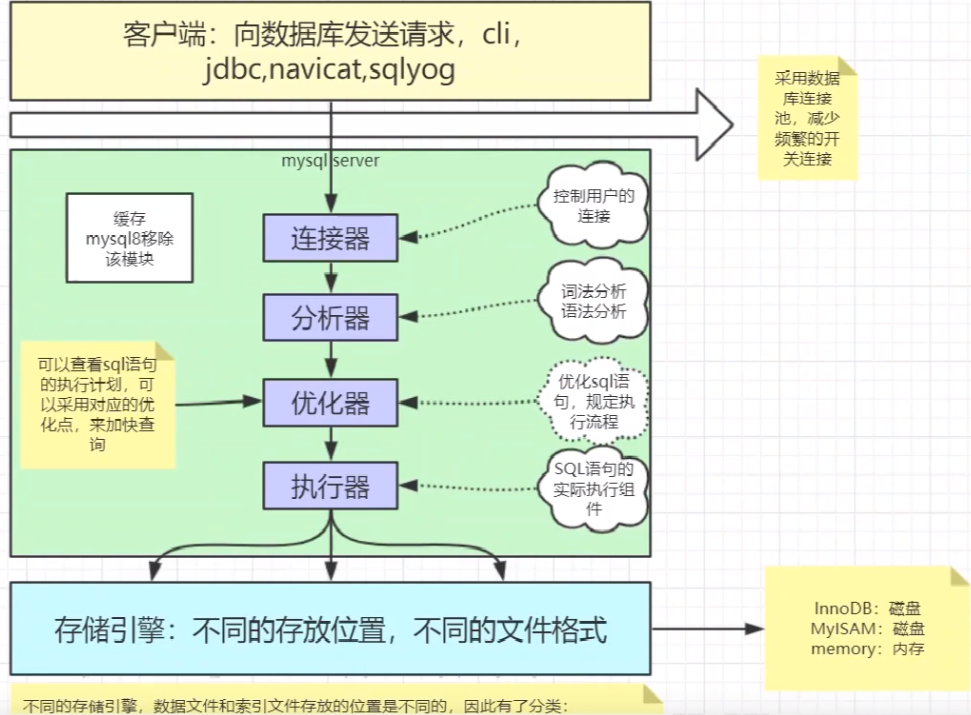 客户端：向数据库发送请求，cli，
jdbc,navicat,sqlyog
采用数据
库连接
池，减少
频繁的开
关连接
mysql server
缓存
mysql8移除
该模块
连接器
控制用户的
连接
分析器
词法分析
语法分析
可以查看sql语句
的执行计划，可
以采用对应的优
化点，来加快查
询
优化器
优化sql语
句，规定执
行流程
执行器
SQL语句的
实际执行组
件
存储引擎：不同的存放位置，不同的文件格式
InnoDB：磁盘
MyISAM：磁盘
memory：内存
不同的存储引擎，数据文件和索引文件存放的位置是不同的，因此有了分类：